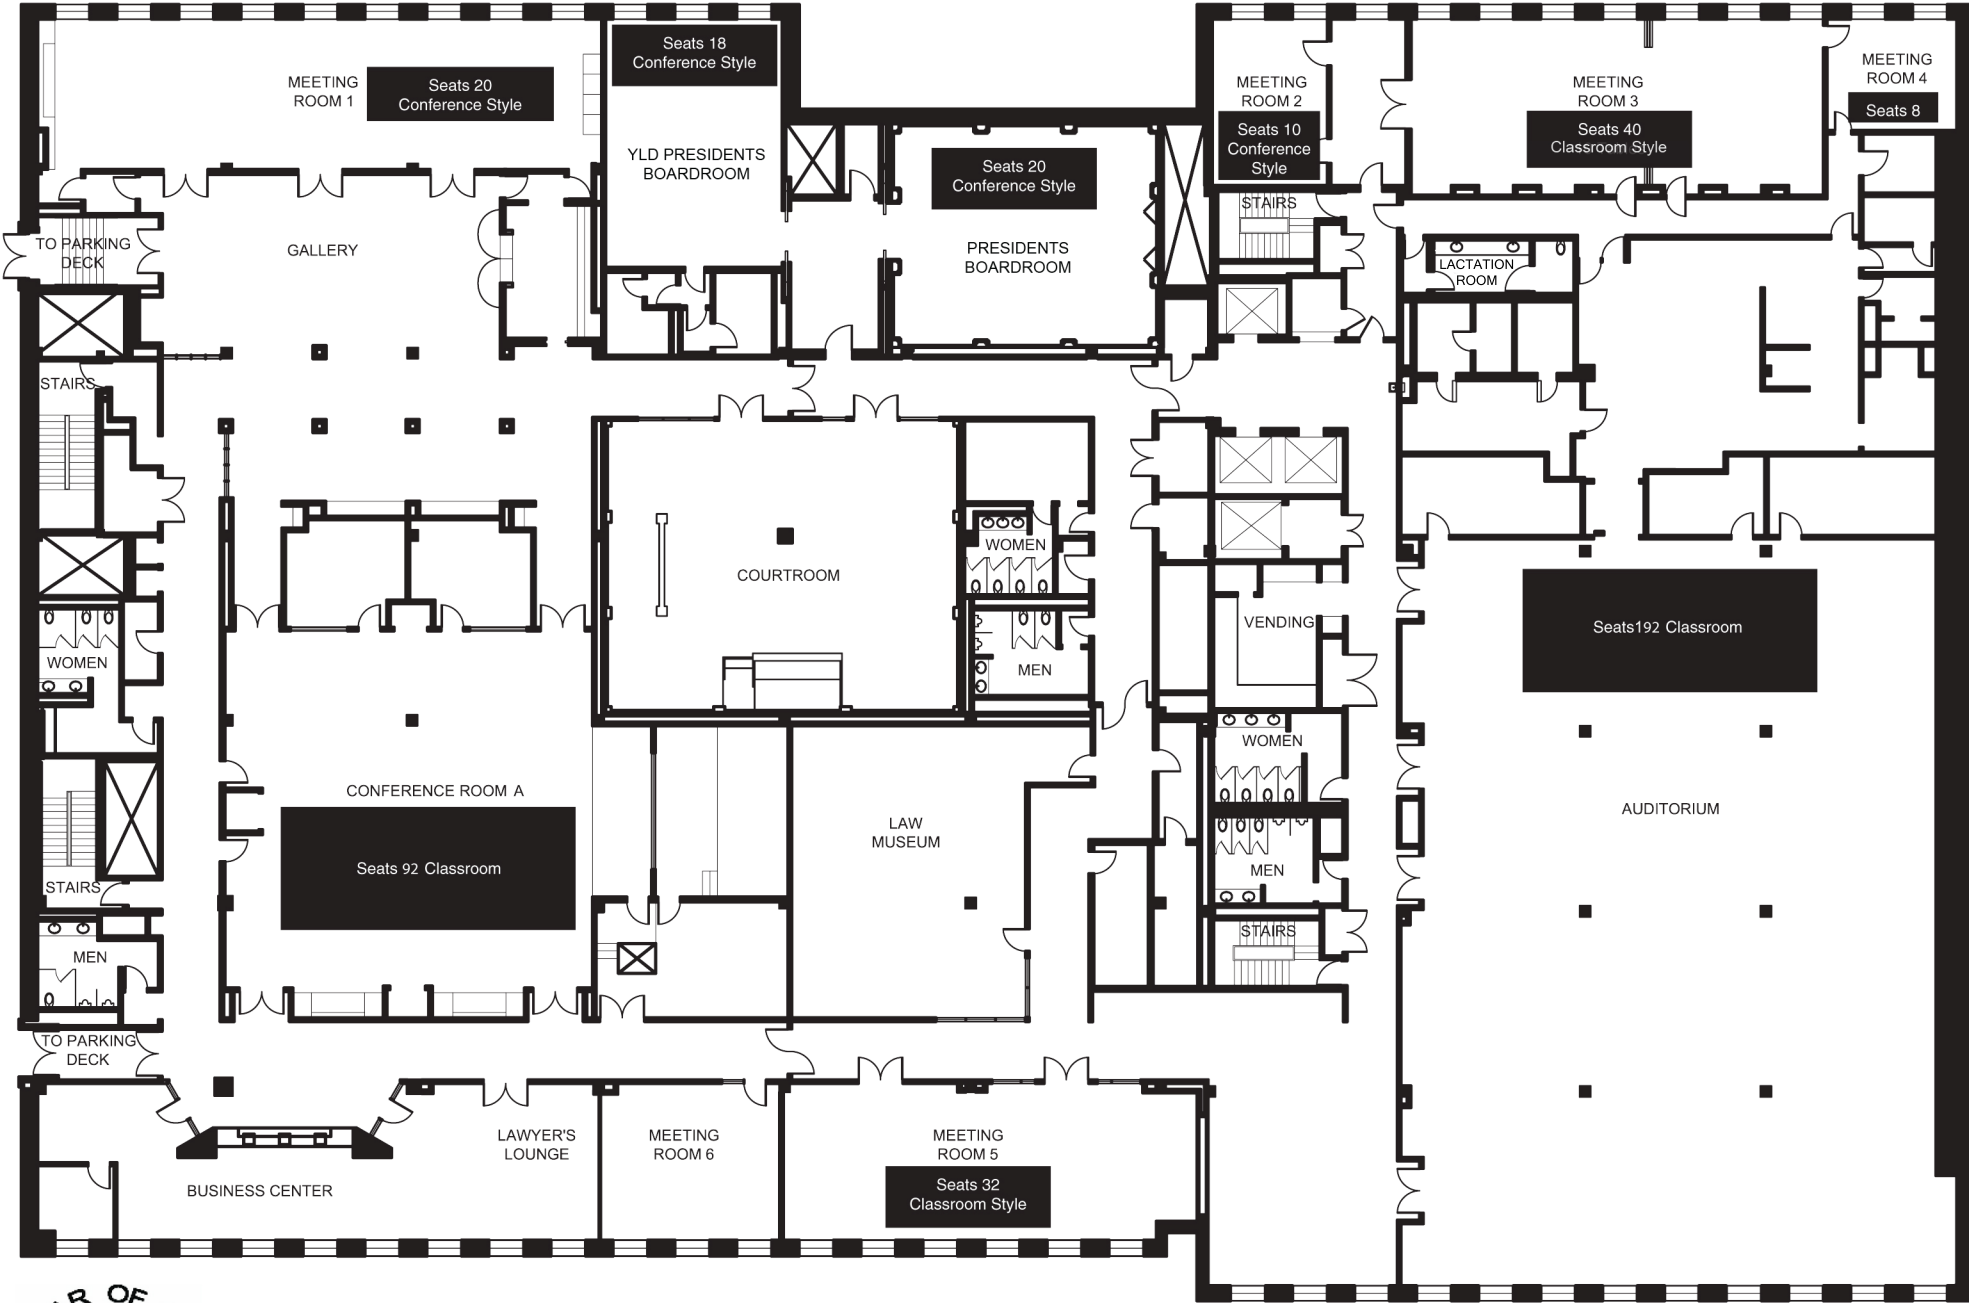 Seats 18
Conference Style
MEETING
ROOM 1
Seats 20
Conference Style
YLD PRESIDENTS
BOARDROOM
Seats 20
Conference Style
PRESIDENTS
BOARDROOM
MEETING
ROOM 2
Seats 10
Conference
Style
MEETING
ROOM 3
Seats 40
Classroom Style
MEETING
ROOM 4
Seats 8
STAIRS
TO PARKING
DECK
GALLERY
LACTATION
ROOM
STAIRS
WOMEN
COURTROOM
WOMEN
MEN
VENDING
Seats192 Classroom
WOMEN
CONFERENCE ROOM A
Seats 92 Classroom
LAW
MUSEUM
WOMEN
AUDITORIUM
MEN
STAIRS
STAIRS
MEN
TO PARKING
DECK
LAWYER'S
LOUNGE
MEETING
ROOM 6
MEETING
ROOM 5
Seats 32
Classroom Style
BUSINESS CENTER
OF